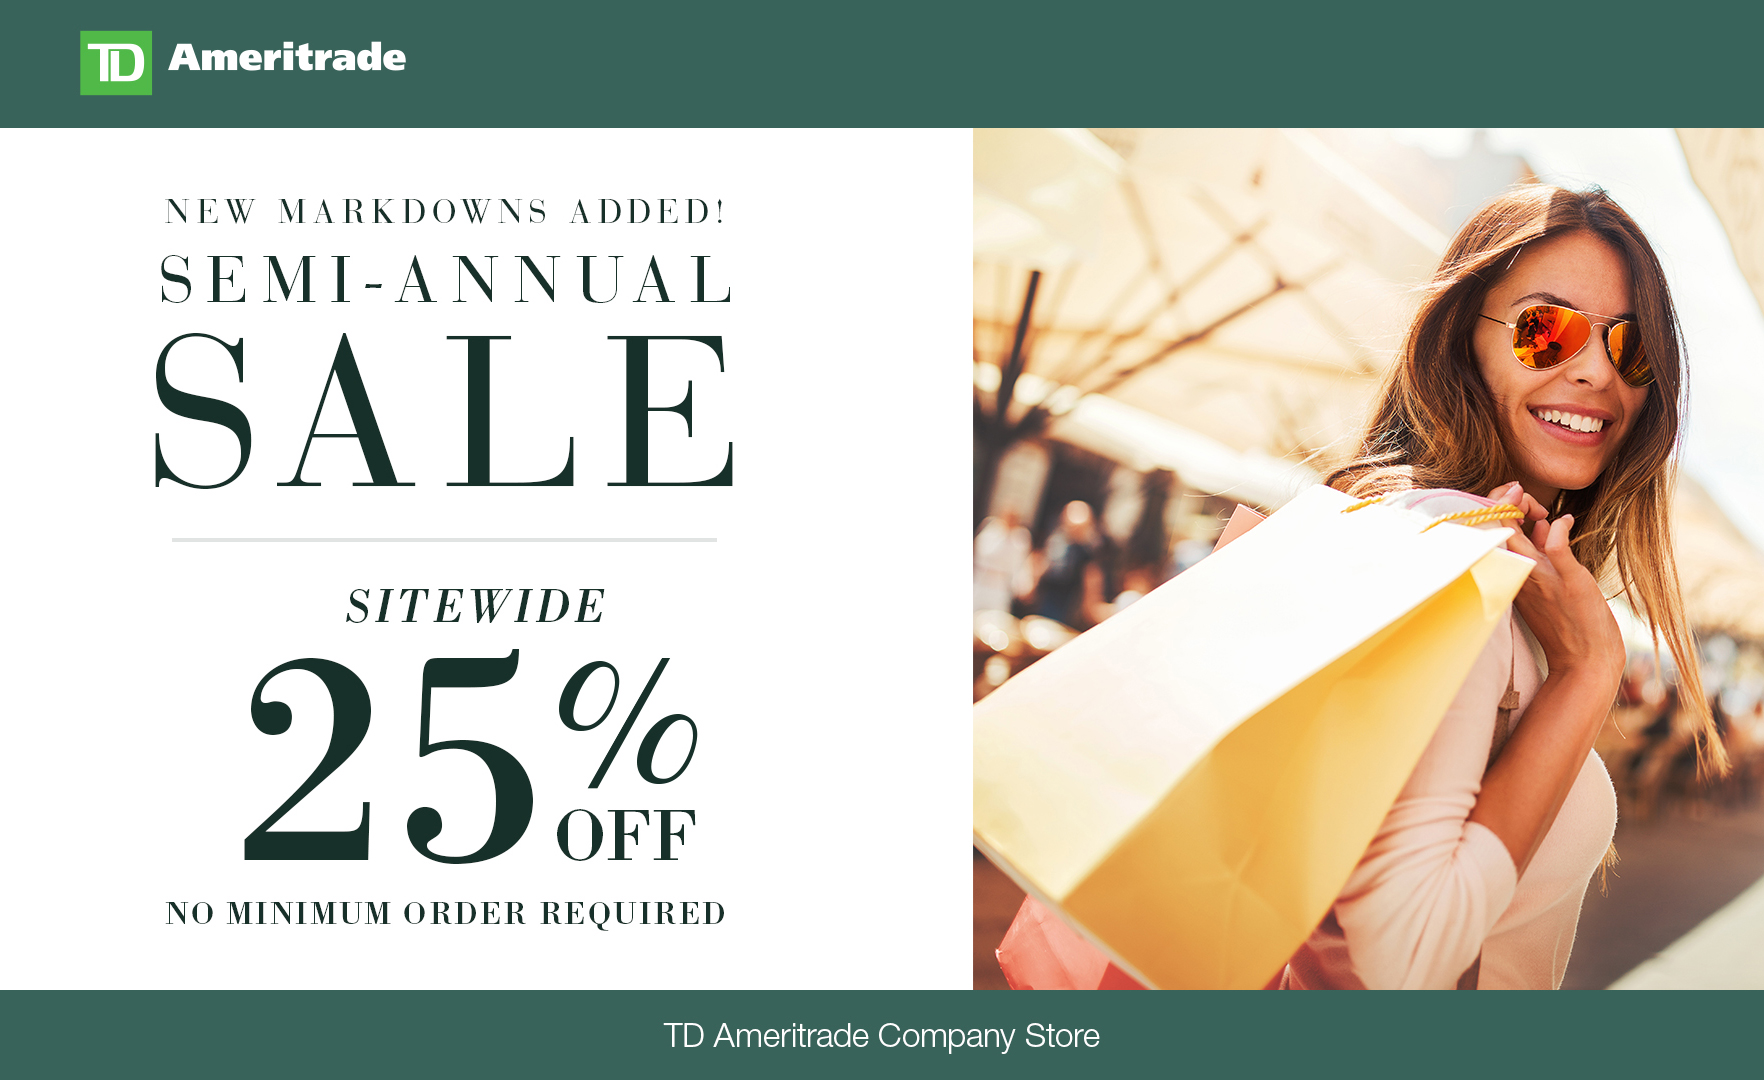 TD Ameritrade
NEW MARKDOWNS ADDED!
SEMI-ANNUAL
SALE
SITEWIDE
25%
OFF
NO MINIMUM ORDER REQUIRED
TD Ameritrade Company Store